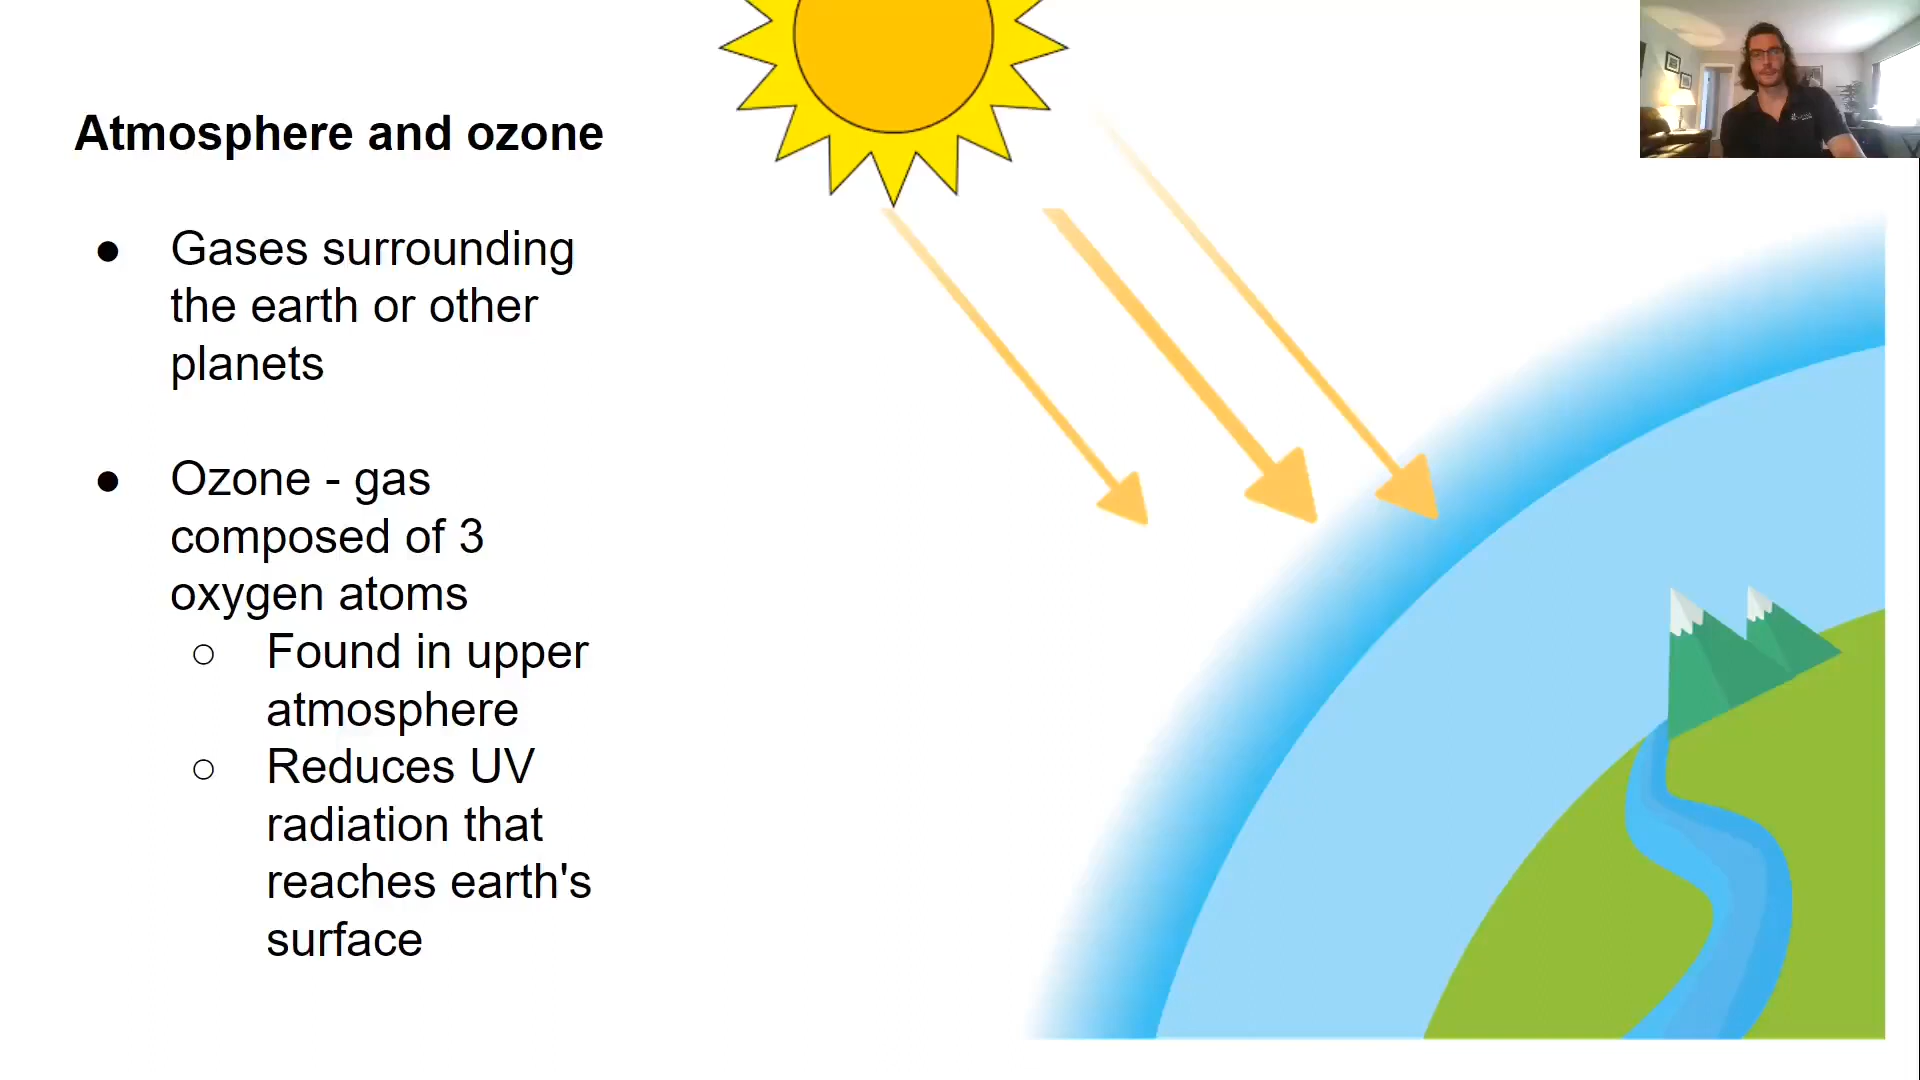 Atmosphere and ozone
● Gases surrounding
the earth or other
planets
● Ozone - gas
composed of 3
oxygen atoms
○ Found in upper
atmosphere
○ Reduces UV
radiation that
reaches earth's
surface